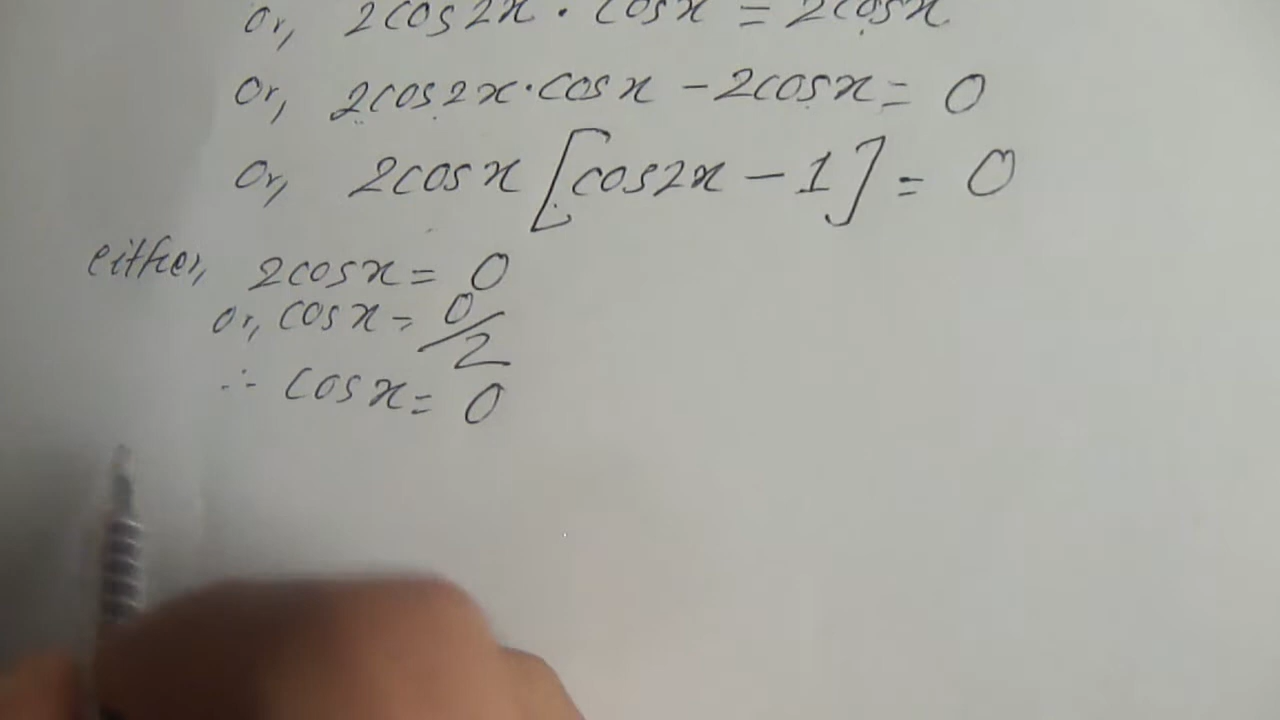 or, 2cos2x · cosx = 2cosx
or, 2cos2x·cosx - 2cosx = 0
or, 2cosx [cos2x - 1] = 0
either, 2cosx = 0
or, cosx = 0/2
∴ cosx = 0